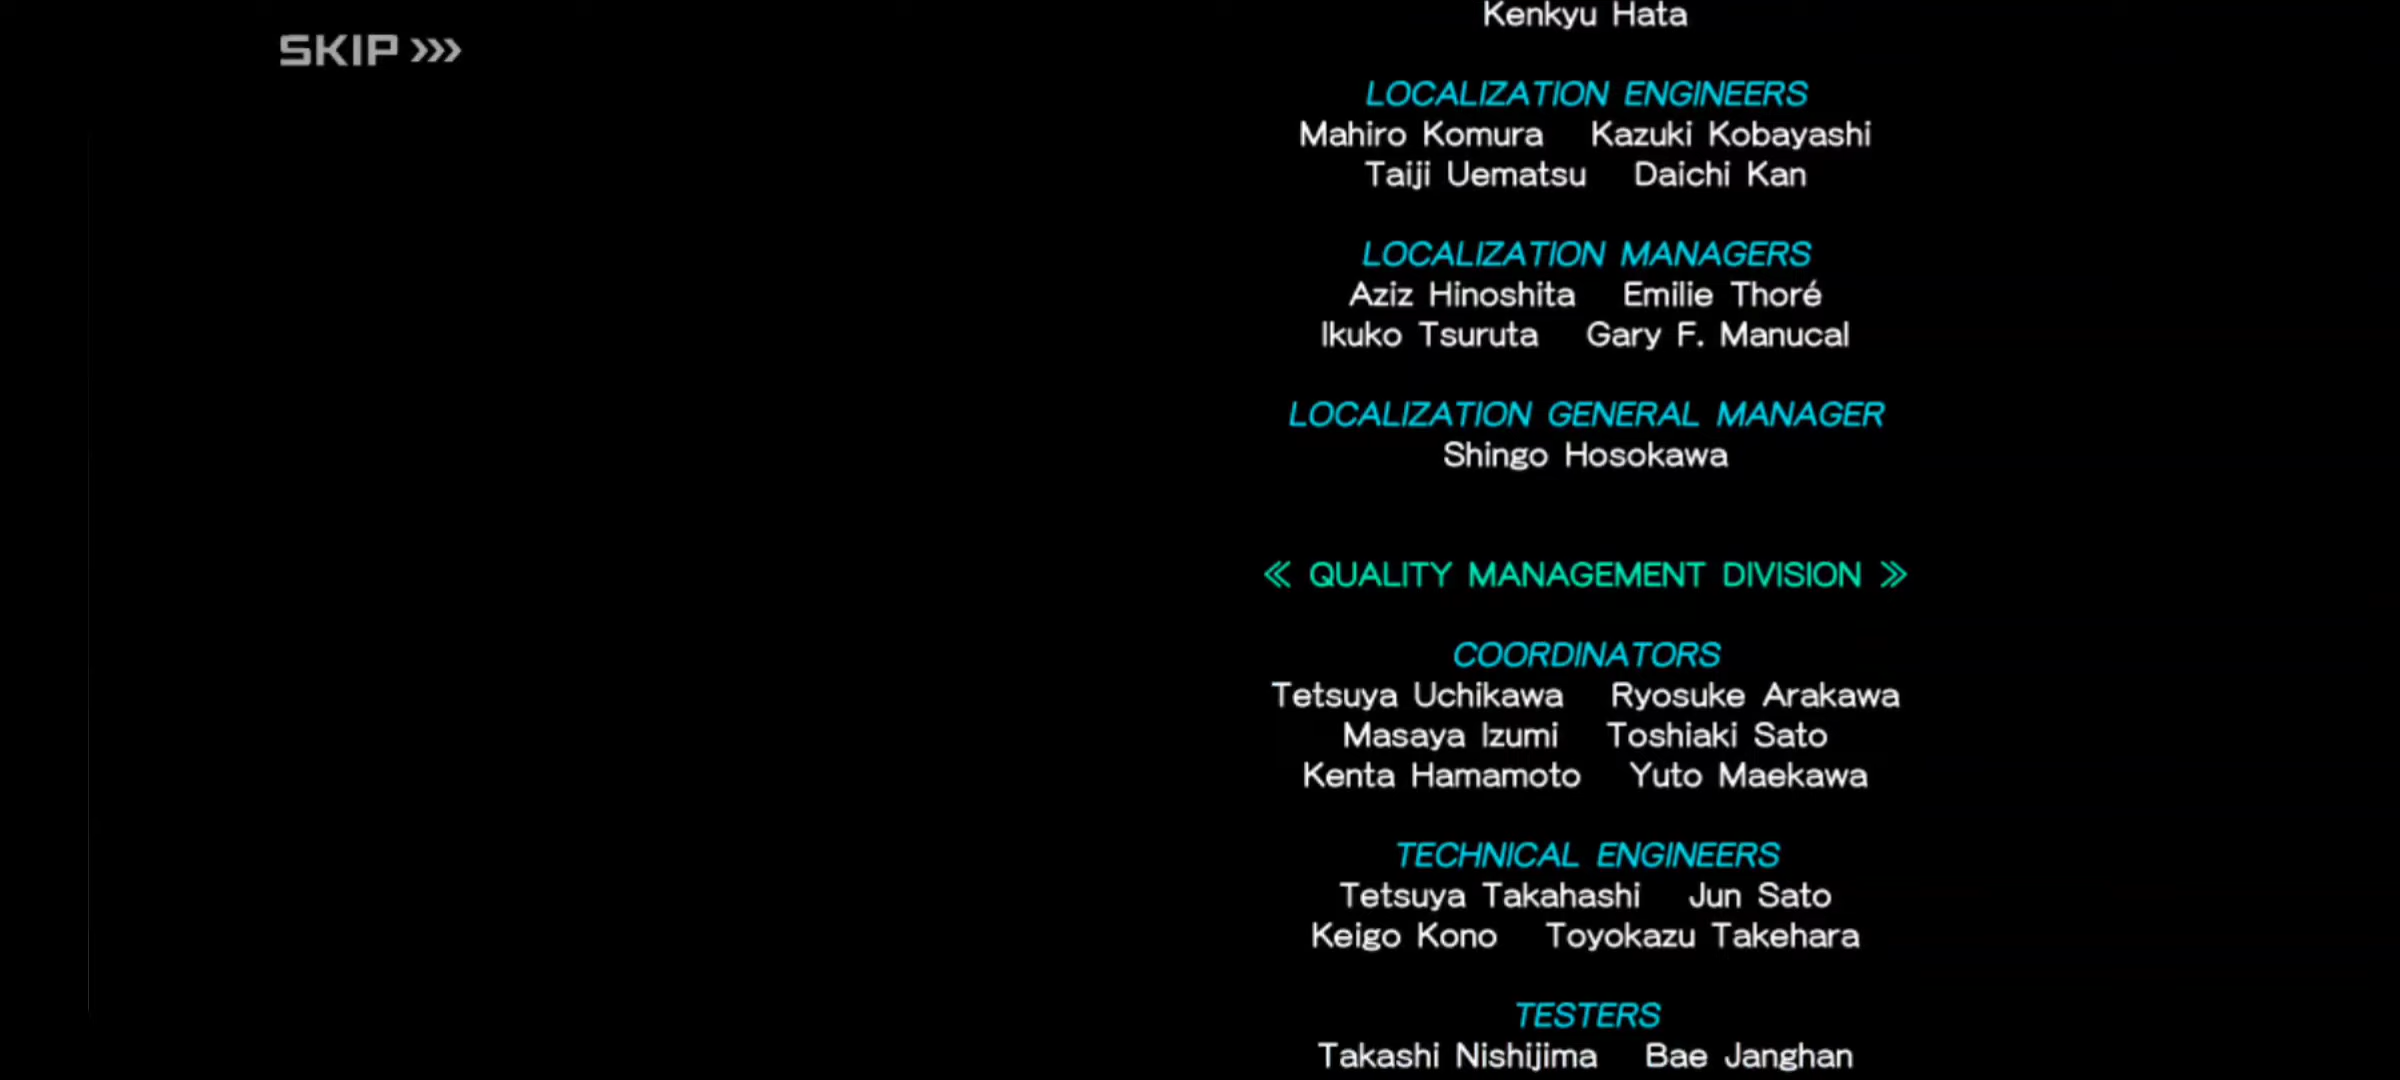 SKIP >>>
Kenkyu Hata
LOCALIZATION ENGINEERS
Mahiro Komura Kazuki Kobayashi
Taiji Uematsu Daichi Kan
LOCALIZATION MANAGERS
Aziz Hinoshita Emilie Thoré
Ikuko Tsuruta Gary F. Manucal
LOCALIZATION GENERAL MANAGER
Shingo Hosokawa
≪ QUALITY MANAGEMENT DIVISION ≫
COORDINATORS
Tetsuya Uchikawa Ryosuke Arakawa
Masaya Izumi Toshiaki Sato
Kenta Hamamoto Yuto Maekawa
TECHNICAL ENGINEERS
Tetsuya Takahashi Jun Sato
Keigo Kono Toyokazu Takehara
TESTERS
Takashi Nishijima Bae Janghan